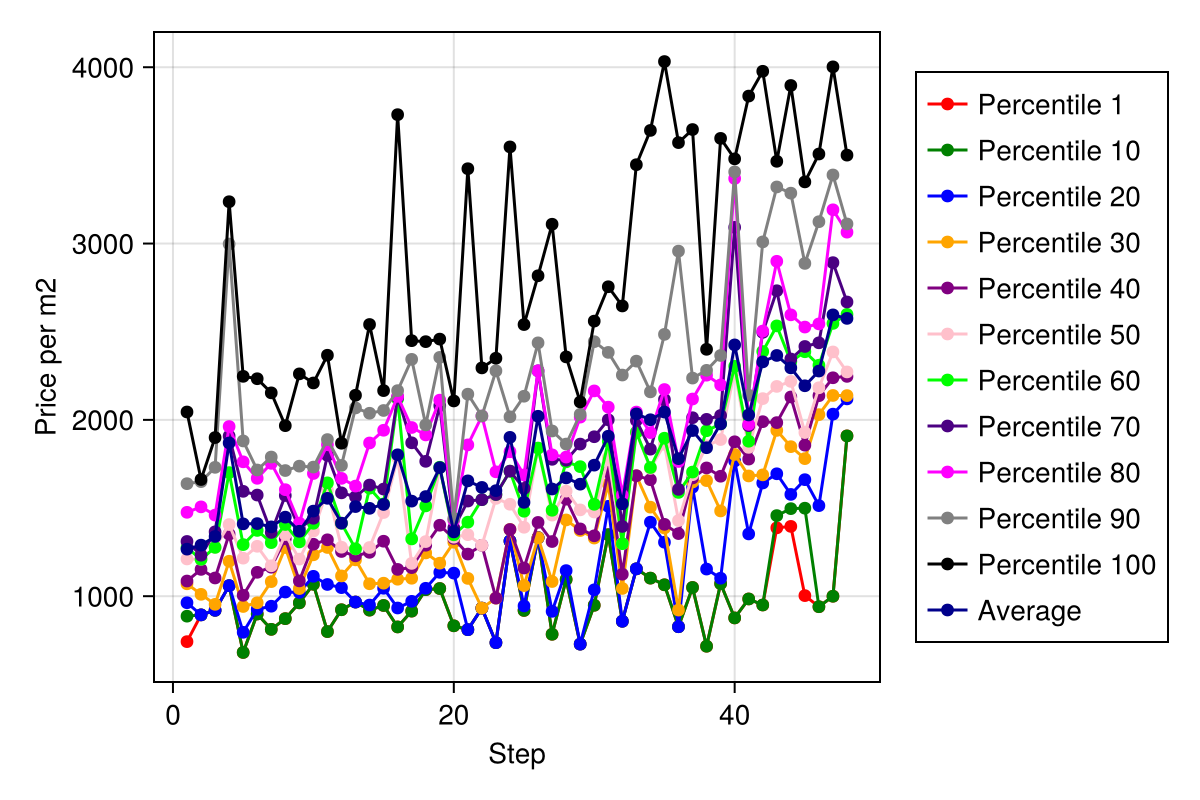 4000
3000
2000
1000
Price per m2
0
20
40
Step
Percentile 1
Percentile 10
Percentile 20
Percentile 30
Percentile 40
Percentile 50
Percentile 60
Percentile 70
Percentile 80
Percentile 90
Percentile 100
Average